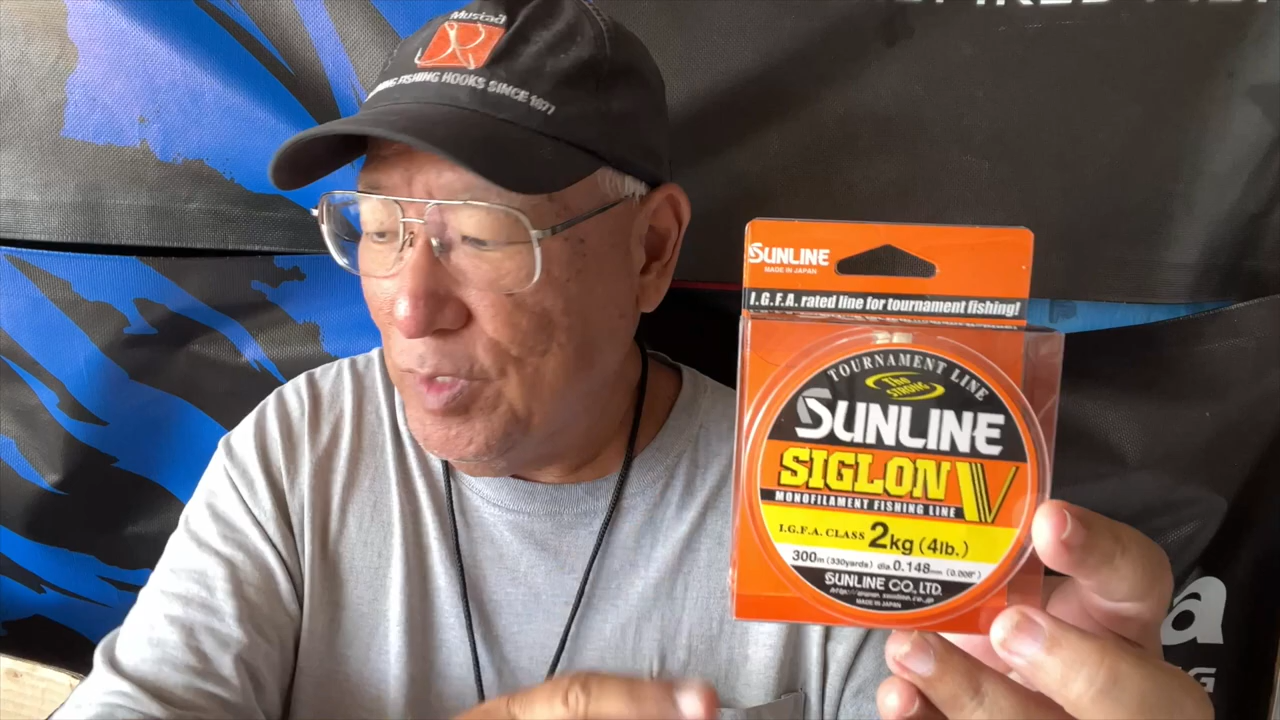 Mustad
FISHING HOOKS SINCE 1877
SUNLINE
MADE IN JAPAN
I.G.F.A. rated line for tournament fishing!
TOURNAMENT LINE
The
STRONG
SUNLINE
SIGLON V
MONOFILAMENT FISHING LINE
I.G.F.A. CLASS 2kg (4lb.)
300m (330yards) dia. 0.148mm (0.006")
SUNLINE CO., LTD.
MADE IN JAPAN
a
G